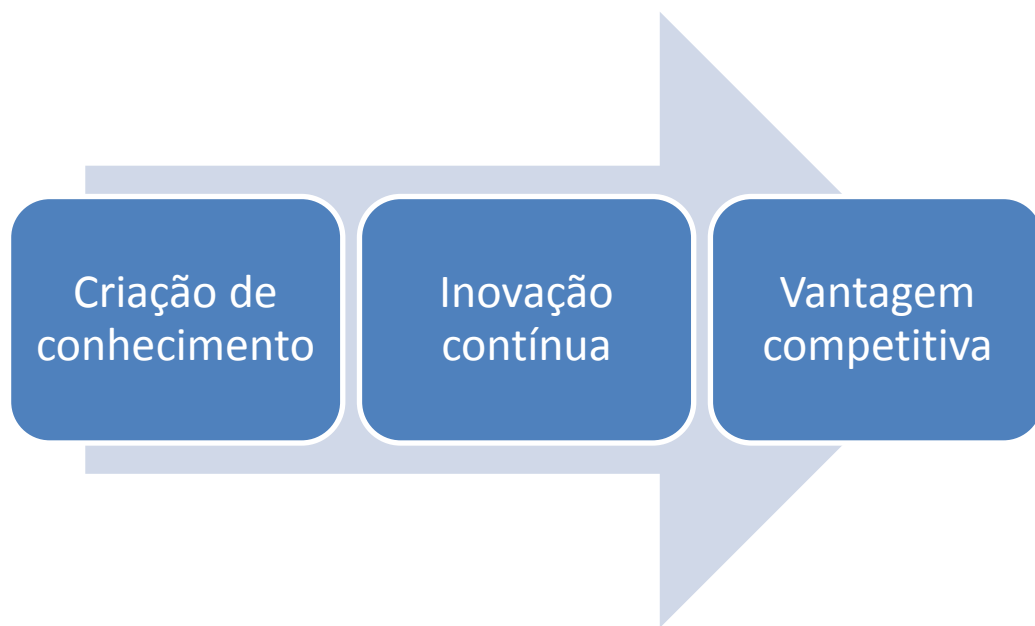 Criação de
conhecimento
Inovação
contínua
Vantagem
competitiva